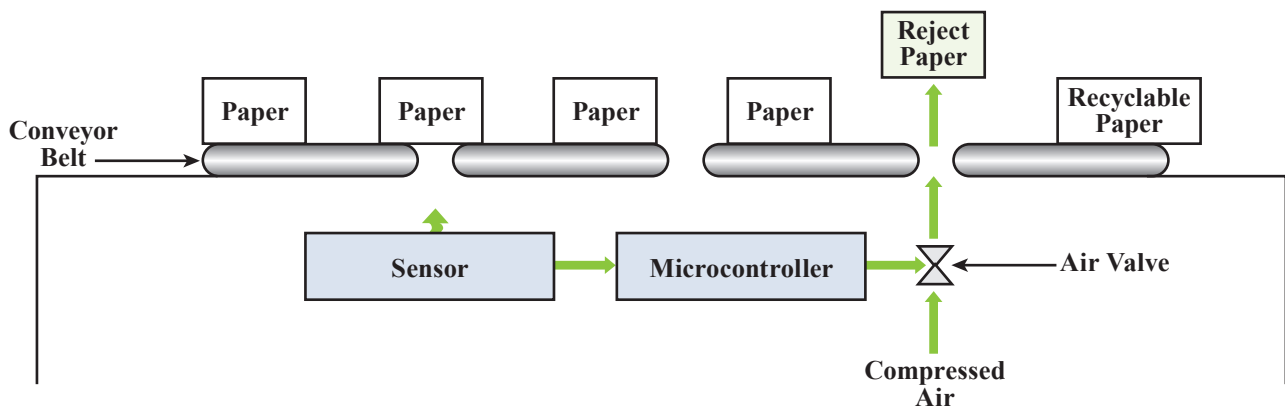 Reject
Paper
Paper
Paper
Paper
Paper
Recyclable
Paper
Conveyor
Belt
Sensor
Microcontroller
Air Valve
Compressed
Air